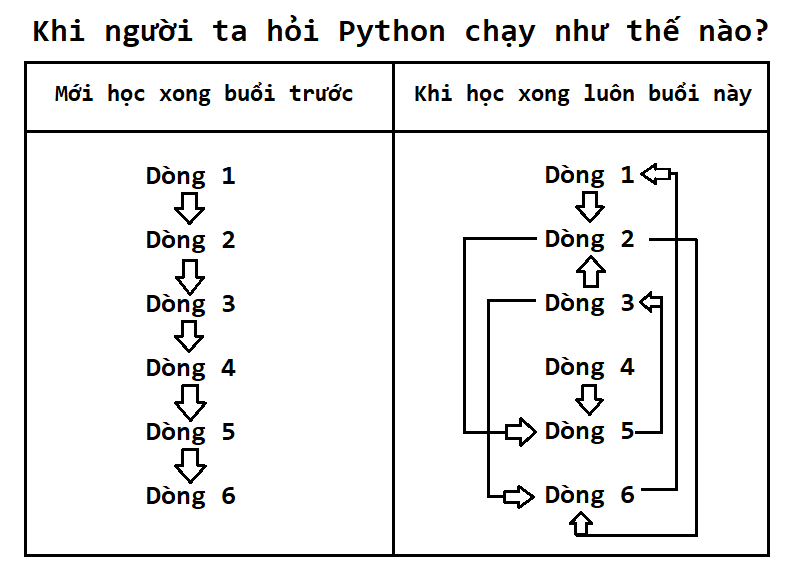 Khi người ta hỏi Python chạy như thế nào?
Mới học xong buổi trước
Khi học xong luôn buổi này
Dòng 1
Dòng 2
Dòng 3
Dòng 4
Dòng 5
Dòng 6
Dòng 1
Dòng 2
Dòng 3
Dòng 4
Dòng 5
Dòng 6